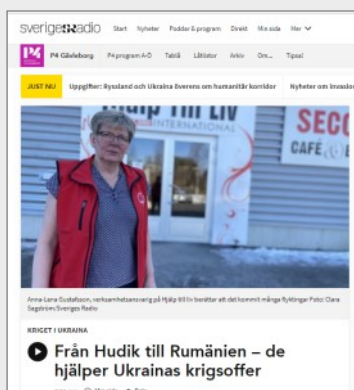 sverigesradio Start Nyheter Poddar & program Direkt Min sida Mer
P4 P4 Gävleborg P4 program A-Ö Tablå Låtlistor Arkiv Om... Tipsa!
JUST NU Uppgifter: Ryssland och Ukraina överens om humanitär korridor Nyheter om
Hjälp TILL LIV
INTERNATIONAL
SECO
CAFÉ
Anna-Lena Gustafsson, verksamhetsansvarig på Hjälp till liv berättar att det kommit många flyktingar Foto: Clara
Segström/Sveriges Radio
KRIGET I UKRAINA
Från Hudik till Rumänien – de
hjälper Ukrainas krigsoffer